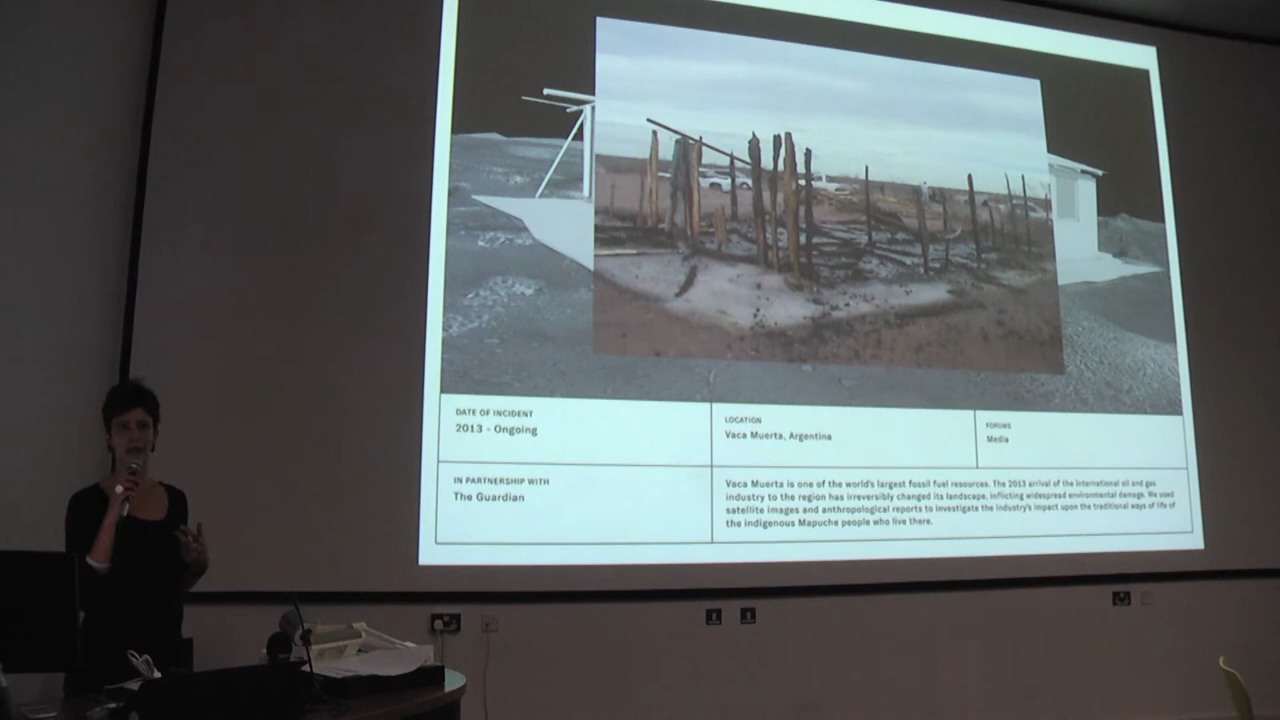 DATE OF INCIDENT
2013 - Ongoing
LOCATION
Vaca Muerta, Argentina
FORUMS
Media
IN PARTNERSHIP WITH
The Guardian
Vaca Muerta is one of the world's largest fossil fuel resources. The 2013 arrival of the international oil and gas
industry to the region has irreversibly changed its landscape, inflicting widespread environmental damage. We used
satellite images and anthropological reports to investigate the industry's impact upon the traditional ways of life of
the indigenous Mapuche people who live there.